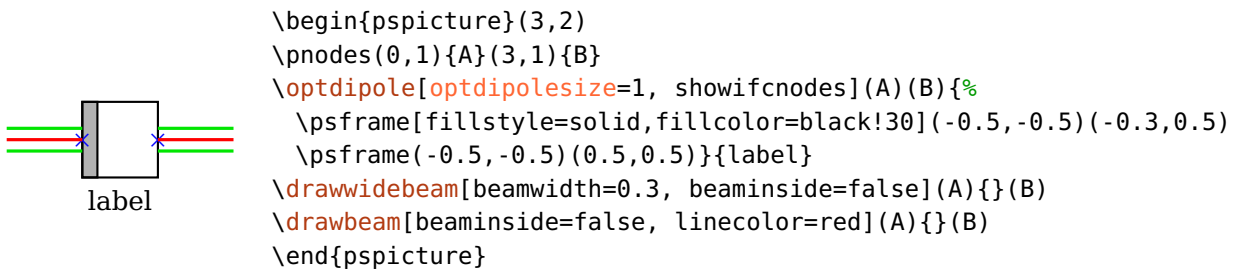 \begin{pspicture}(3,2)
\pnodes(0,1){A}(3,1){B}
\optdipole[optdipolesize=1, showifcnodes](A)(B){%
 \psframe[fillstyle=solid,fillcolor=black!30](-0.5,-0.5)(-0.3,0.5)
 \psframe(-0.5,-0.5)(0.5,0.5)}{label}
\drawwidebeam[beamwidth=0.3, beaminside=false](A){}(B)
\drawbeam[beaminside=false, linecolor=red](A){}(B)
\end{pspicture}
label